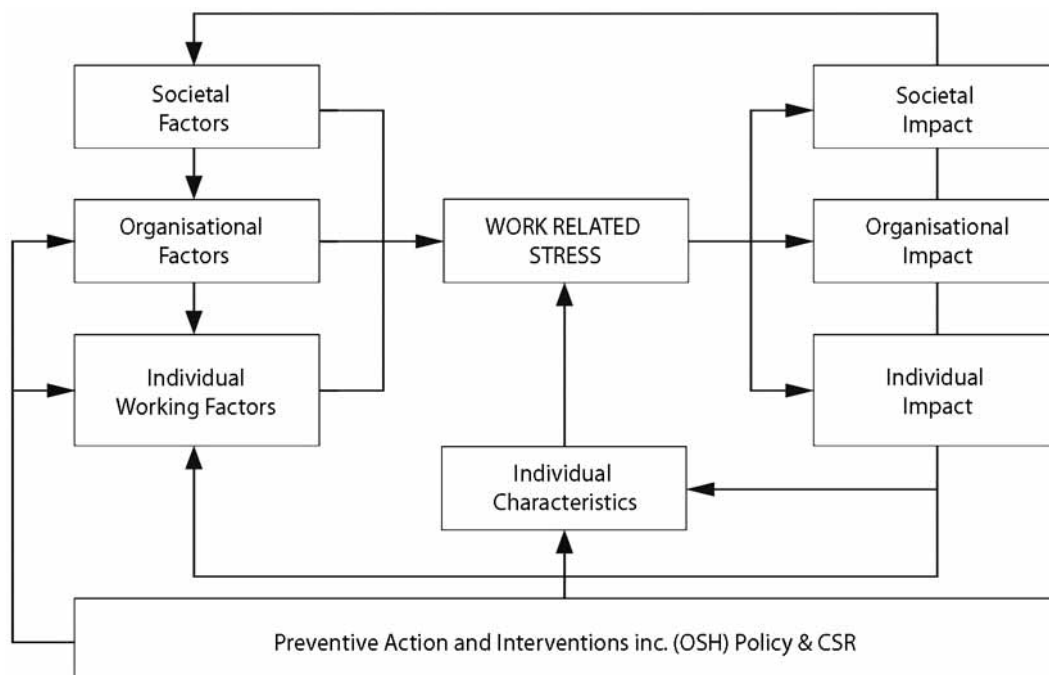 Societal
Factors
Societal
Impact
Organisational
Factors
WORK RELATED
STRESS
Organisational
Impact
Individual
Working Factors
Individual
Impact
Individual
Characteristics
Preventive Action and Interventions inc. (OSH) Policy & CSR